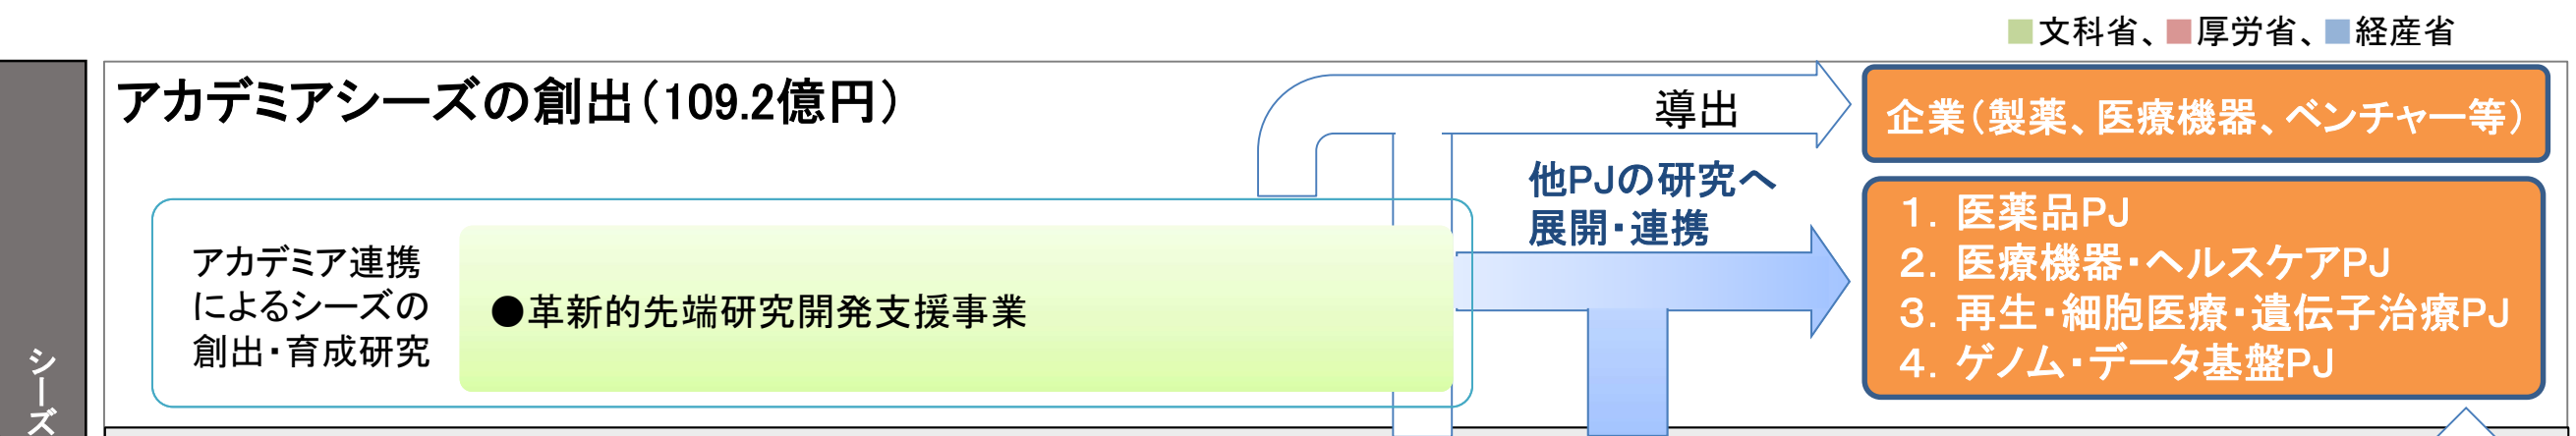 文科省、厚労省、経産省
アカデミアシーズの創出(109.2億円)
導出
企業(製薬、医療機器、ベンチャー等)
他PJの研究へ
展開・連携
1. 医薬品PJ
2. 医療機器・ヘルスケアPJ
3. 再生・細胞医療・遺伝子治療PJ
4. ゲノム・データ基盤PJ
アカデミア連携
によるシーズの
創出・育成研究
●革新的先端研究開発支援事業
シーズ